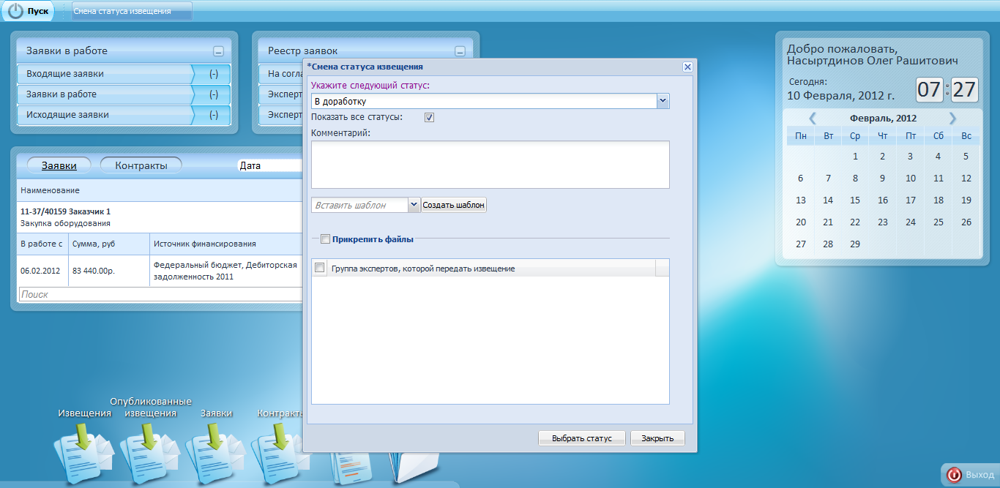 Пуск
Смена статуса извещения
Заявки в работе
Входящие заявки (-)
Заявки в работе (-)
Исходящие заявки (-)
Реестр заявок
На согла
Эксперт
Эксперт
Заявки Контракты Дата
Наименование
11-37/40159 Заказчик 1
Закупка оборудования
В работе с Сумма, руб Источник финансирования
06.02.2012 83 440.00р. Федеральный бюджет, Дебиторская
задолженность 2011
Поиск
*Смена статуса извещения
Укажите следующий статус:
В доработку
Показать все статусы:
Комментарий:
Вставить шаблон Создать шаблон
Прикрепить файлы
Группа экспертов, которой передать извещение
Выбрать статус Закрыть
Добро пожаловать,
Насыртдинов Олег Рашитович
Сегодня:
10 Февраля, 2012 г. 07:27
Февраль, 2012
Пн Вт Ср Чт Пт Сб Вс
1 2 3 4 5
6 7 8 9 10 11 12
13 14 15 16 17 18 19
20 21 22 23 24 25 26
27 28 29
Извещения
Опубликованные
извещения
Заявки
Контракты
Выход